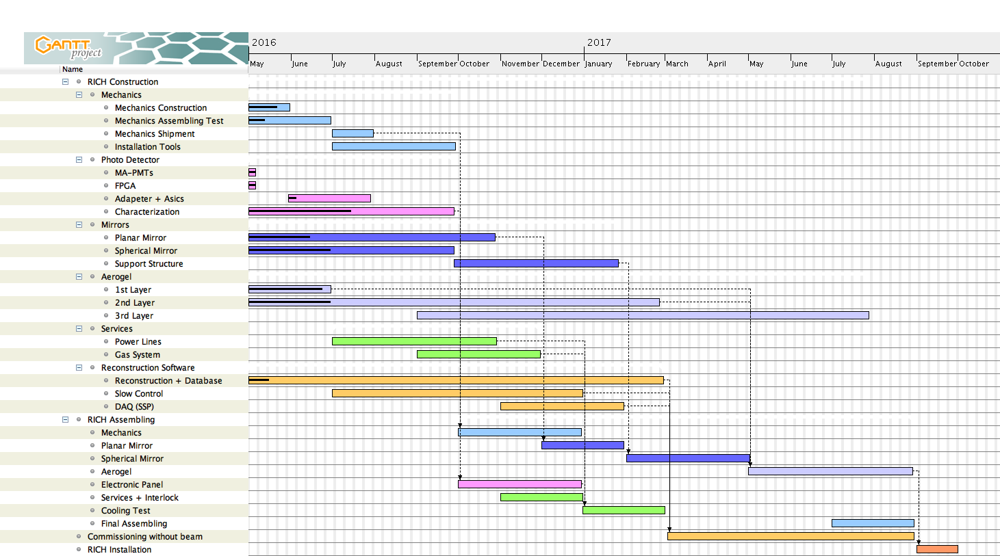 GANTT
project
2016
2017
May June July August September October November December January February March April May June July August September October
Name
RICH Construction
Mechanics
Mechanics Construction
Mechanics Assembling Test
Mechanics Shipment
Installation Tools
Photo Detector
MA-PMTs
FPGA
Adapeter + Asics
Characterization
Mirrors
Planar Mirror
Spherical Mirror
Support Structure
Aerogel
1st Layer
2nd Layer
3rd Layer
Services
Power Lines
Gas System
Reconstruction Software
Reconstruction + Database
Slow Control
DAQ (SSP)
RICH Assembling
Mechanics
Planar Mirror
Spherical Mirror
Aerogel
Electronic Panel
Services + Interlock
Cooling Test
Final Assembling
Commissioning without beam
RICH Installation